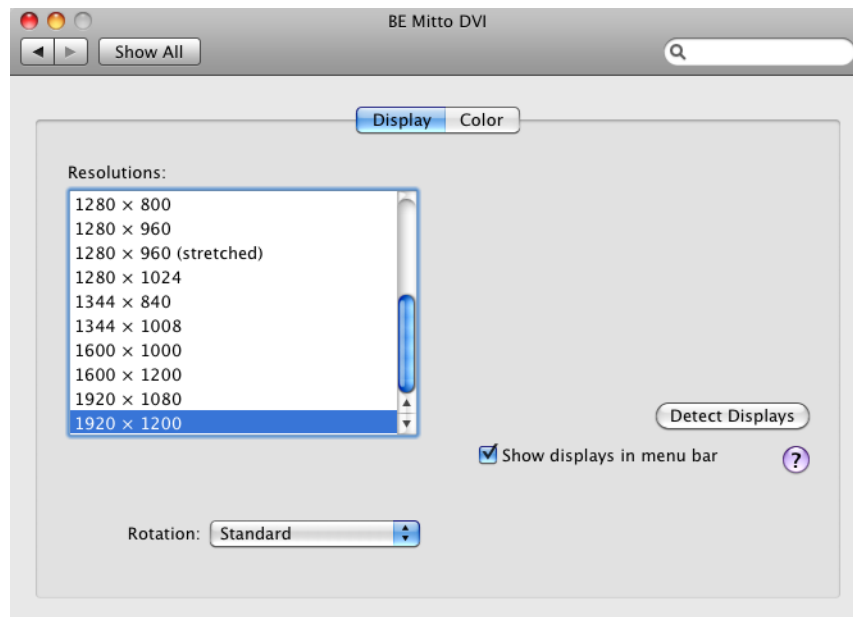 BE Mitto DVI
Show All
Display Color
Resolutions:
1280 × 800
1280 × 960
1280 × 960 (stretched)
1280 × 1024
1344 × 840
1344 × 1008
1600 × 1000
1600 × 1200
1920 × 1080
1920 × 1200
Detect Displays
Show displays in menu bar ?
Rotation: Standard